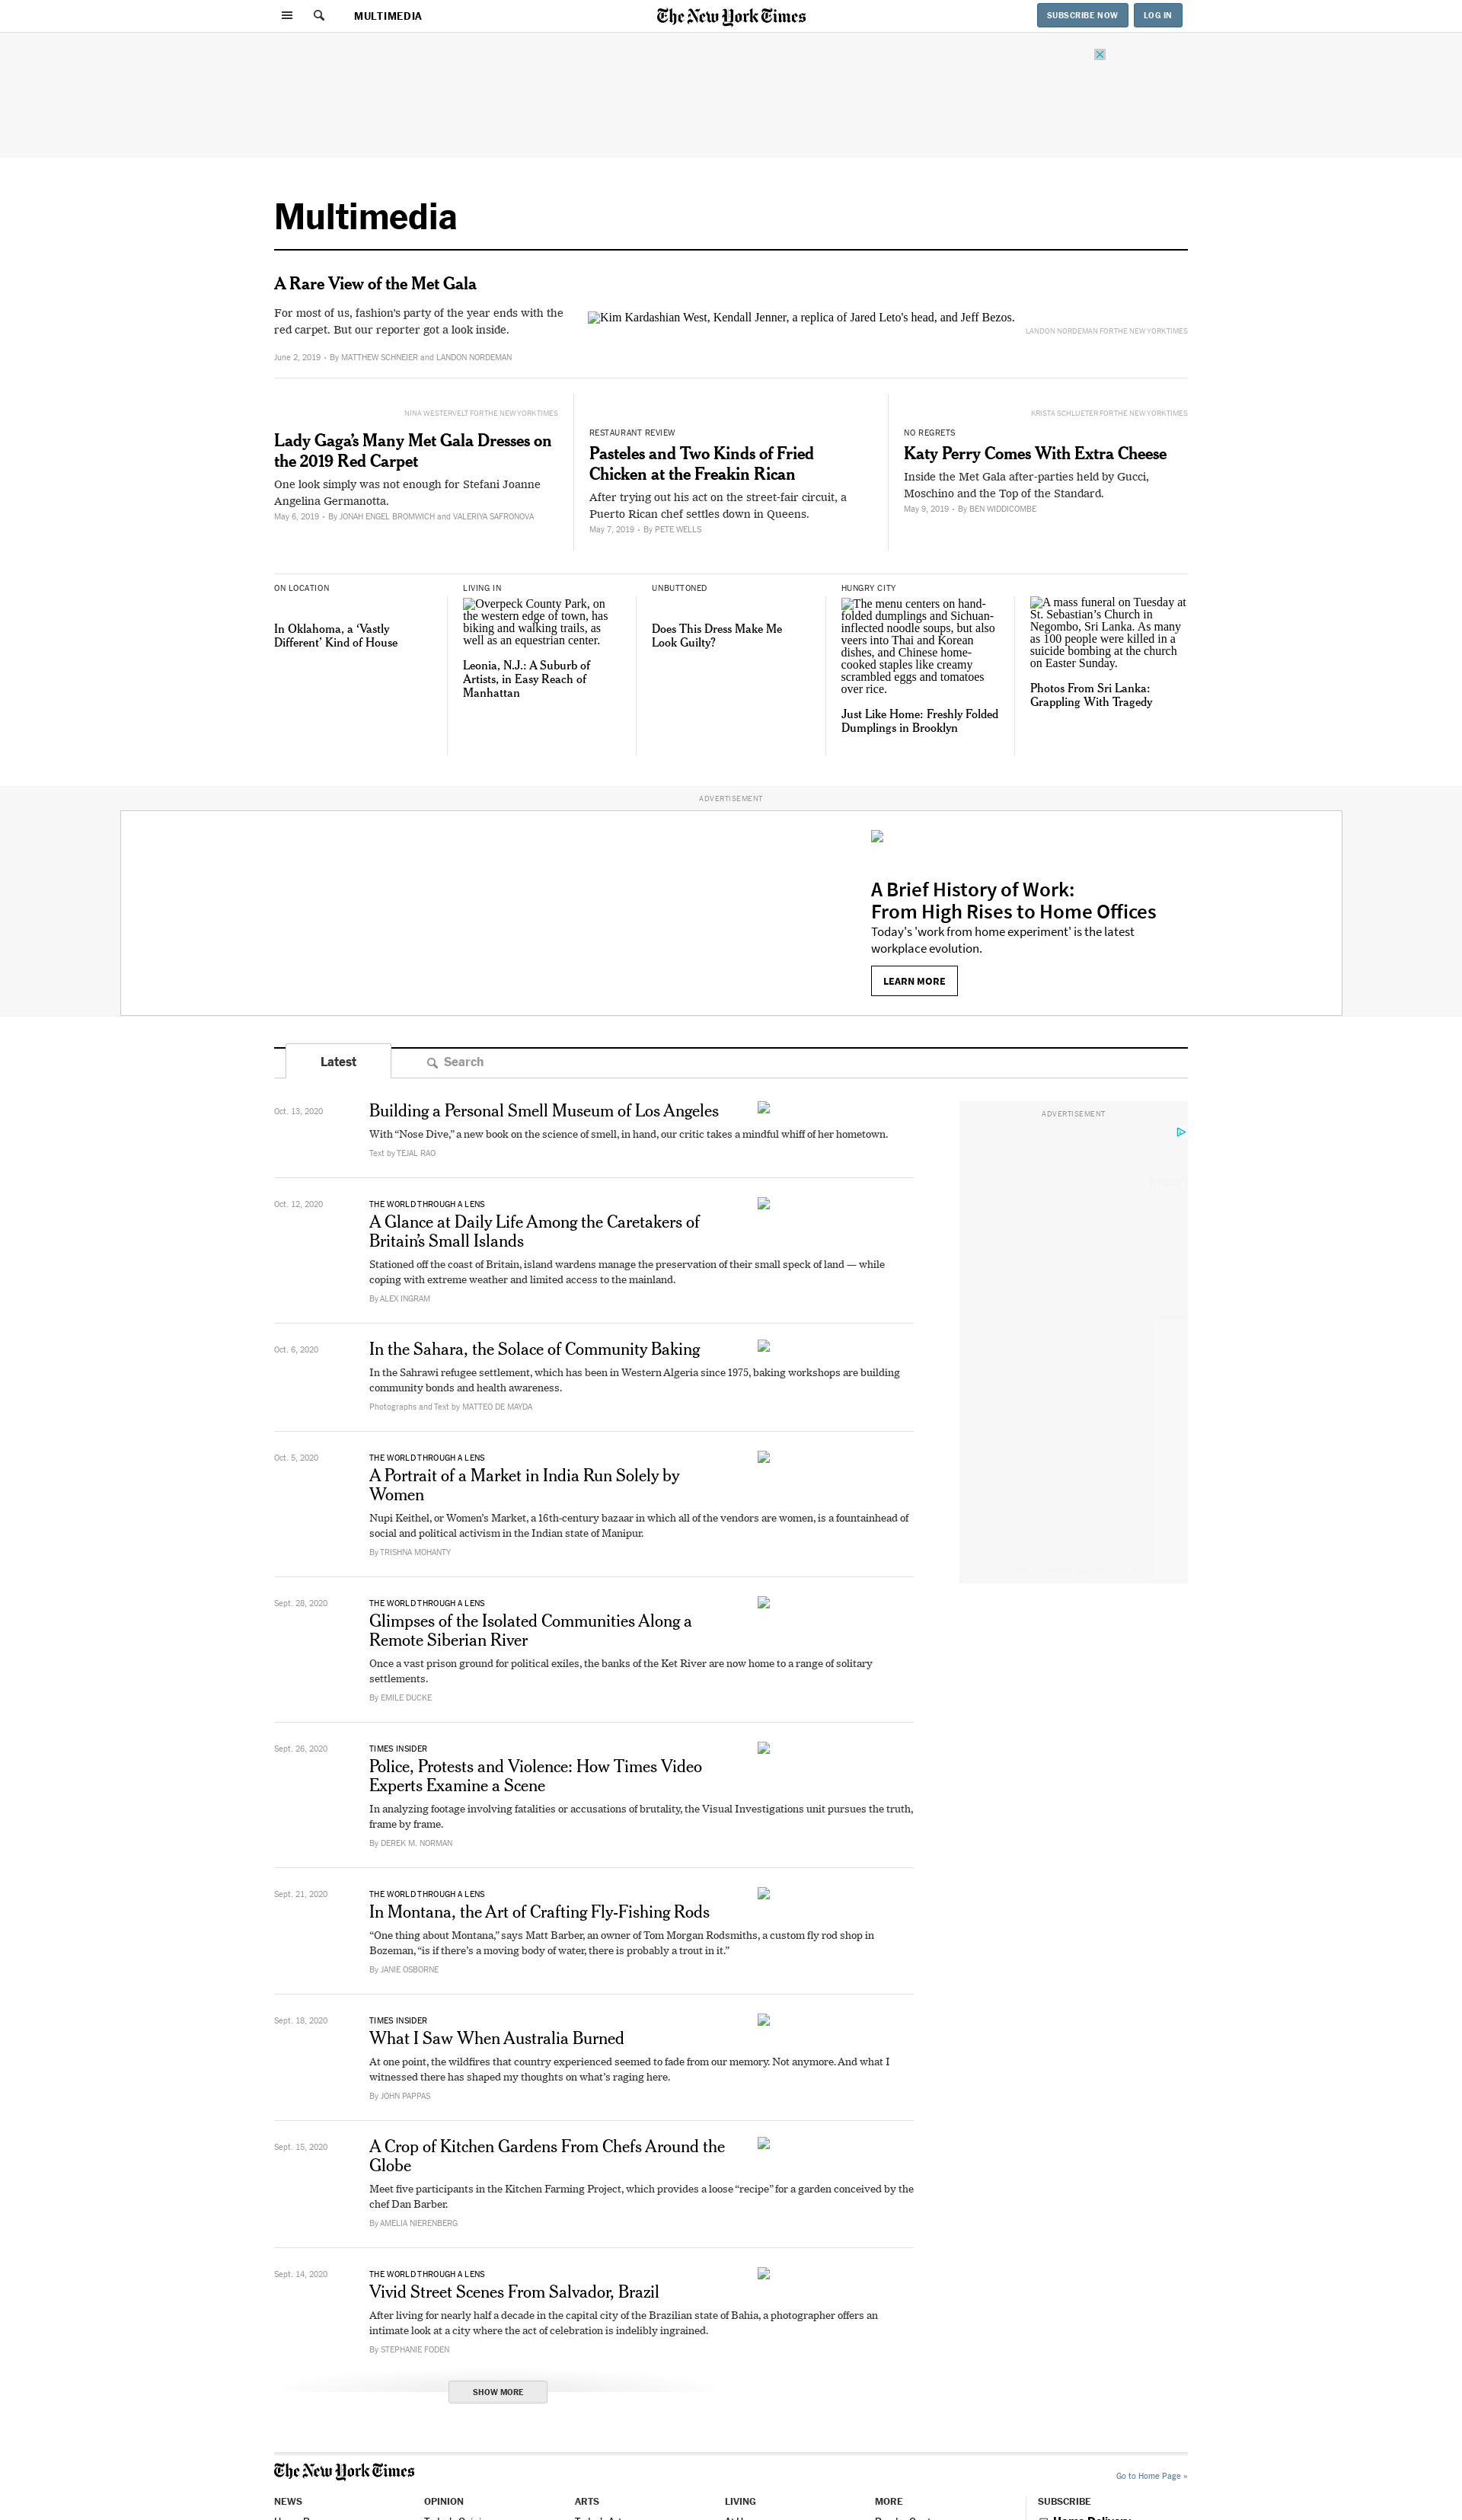 MULTIMEDIA
The New York Times
SUBSCRIBE NOW
LOG IN
Multimedia
A Rare View of the Met Gala
For most of us, fashion's party of the year ends with the
red carpet. But our reporter got a look inside.
June 2, 2019 • By MATTHEW SCHNEIER and LANDON NORDEMAN
Kim Kardashian West, Kendall Jenner, a replica of Jared Leto's head, and Jeff Bezos.
LANDON NORDEMAN FOR THE NEW YORK TIMES
NINA WESTERVELT FOR THE NEW YORK TIMES
Lady Gaga's Many Met Gala Dresses on
the 2019 Red Carpet
One look simply was not enough for Stefani Joanne
Angelina Germanotta.
May 6, 2019 • By JONAH ENGEL BROMWICH and VALERIYA SAFRONOVA
RESTAURANT REVIEW
Pasteles and Two Kinds of Fried
Chicken at the Freakin Rican
After trying out his act on the street-fair circuit, a
Puerto Rican chef settles down in Queens.
May 7, 2019 • By PETE WELLS
KRISTA SCHLUETER FOR THE NEW YORK TIMES
NO REGRETS
Katy Perry Comes With Extra Cheese
Inside the Met Gala after-parties held by Gucci,
Moschino and the Top of the Standard.
May 9, 2019 • By BEN WIDDICOMBE
ON LOCATION
In Oklahoma, a ‘Vastly
Different’ Kind of House
LIVING IN
Overpeck County Park, on
the western edge of town, has
biking and walking trails, as
well as an equestrian center.
Leonia, N.J.: A Suburb of
Artists, in Easy Reach of
Manhattan
UNBUTTONED
Does This Dress Make Me
Look Guilty?
HUNGRY CITY
The menu centers on hand-
folded dumplings and Sichuan-
inflected noodle soups, but also
veers into Thai and Korean
dishes, and Chinese home-
cooked staples like creamy
scrambled eggs and tomatoes
over rice.
Just Like Home: Freshly Folded
Dumplings in Brooklyn
A mass funeral on Tuesday at
St. Sebastian’s Church in
Negombo, Sri Lanka. As many
as 100 people were killed in a
suicide bombing at the church
on Easter Sunday.
Photos From Sri Lanka:
Grappling With Tragedy
ADVERTISEMENT
A Brief History of Work:
From High Rises to Home Offices
Today's 'work from home experiment' is the latest
workplace evolution.
LEARN MORE
Latest
Search
ADVERTISEMENT
Oct. 13, 2020
Building a Personal Smell Museum of Los Angeles
With “Nose Dive,” a new book on the science of smell, in hand, our critic takes a mindful whiff of her hometown.
Text by TEJAL RAO
Oct. 12, 2020
THE WORLD THROUGH A LENS
A Glance at Daily Life Among the Caretakers of
Britain’s Small Islands
Stationed off the coast of Britain, island wardens manage the preservation of their small speck of land — while
coping with extreme weather and limited access to the mainland.
By ALEX INGRAM
Oct. 6, 2020
In the Sahara, the Solace of Community Baking
In the Sahrawi refugee settlement, which has been in Western Algeria since 1975, baking workshops are building
community bonds and health awareness.
Photographs and Text by MATTEO DE MAYDA
Oct. 5, 2020
THE WORLD THROUGH A LENS
A Portrait of a Market in India Run Solely by
Women
Nupi Keithel, or Women’s Market, a 16th-century bazaar in which all of the vendors are women, is a fountainhead of
social and political activism in the Indian state of Manipur.
By TRISHNA MOHANTY
Sept. 28, 2020
THE WORLD THROUGH A LENS
Glimpses of the Isolated Communities Along a
Remote Siberian River
Once a vast prison ground for political exiles, the banks of the Ket River are now home to a range of solitary
settlements.
By EMILE DUCKE
Sept. 26, 2020
TIMES INSIDER
Police, Protests and Violence: How Times Video
Experts Examine a Scene
In analyzing footage involving fatalities or accusations of brutality, the Visual Investigations unit pursues the truth,
frame by frame.
By DEREK M. NORMAN
Sept. 21, 2020
THE WORLD THROUGH A LENS
In Montana, the Art of Crafting Fly-Fishing Rods
“One thing about Montana,” says Matt Barber, an owner of Tom Morgan Rodsmiths, a custom fly rod shop in
Bozeman, “is if there’s a moving body of water, there is probably a trout in it.”
By JANIE OSBORNE
Sept. 18, 2020
TIMES INSIDER
What I Saw When Australia Burned
At one point, the wildfires that country experienced seemed to fade from our memory. Not anymore. And what I
witnessed there has shaped my thoughts on what’s raging here.
By JOHN PAPPAS
Sept. 15, 2020
A Crop of Kitchen Gardens From Chefs Around the
Globe
Meet five participants in the Kitchen Farming Project, which provides a loose “recipe” for a garden conceived by the
chef Dan Barber.
By AMELIA NIERENBERG
Sept. 14, 2020
THE WORLD THROUGH A LENS
Vivid Street Scenes From Salvador, Brazil
After living for nearly half a decade in the capital city of the Brazilian state of Bahia, a photographer offers an
intimate look at a city where the act of celebration is indelibly ingrained.
By STEPHANIE FODEN
SHOW MORE
The New York Times
Go to Home Page »
NEWS
OPINION
ARTS
LIVING
MORE
SUBSCRIBE